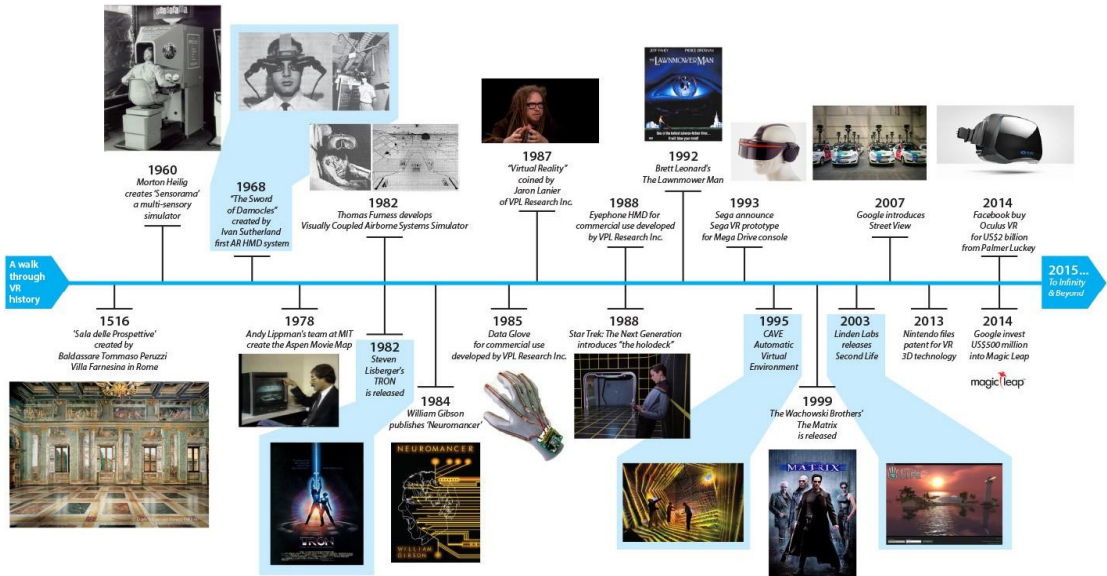 A walk
through
VR
history
1960
Morton Heilig
creates 'Sensorama'
a multi-sensory
simulator
1968
"The Sword
of Damocles"
created by
Ivan Sutherland
first AR HMD system
1982
Thomas Furness develops
Visually Coupled Airborne Systems Simulator
1987
"Virtual Reality"
coined by
Jaron Lanier
of VPL Research Inc.
1988
Eyephone HMD for
commercial use developed
by VPL Research Inc.
JEFF FAHEY
PIERCE BROSNAN
THE LAWNMOWER MAN
1992
Brett Leonard's
The Lawnmower Man
1993
Sega announce
Sega VR prototype
for Mega Drive console
2007
Google introduces
Street View
2014
Facebook buy
Oculus VR
for US$2 billion
from Palmer Luckey
2015...
To Infinity
& Beyond
1516
'Sala delle Prospettive'
created by
Baldassare Tommaso Peruzzi
Villa Farnesina in Rome
1978
Andy Lippman's team at MIT
create the Aspen Movie Map
1982
Steven
Lisberger's
TRON
is released
TRON
1984
William Gibson
publishes 'Neuromancer'
NEUROMANCER
WILLIAM
GIBSON
1985
Data Glove
for commercial use
developed by VPL Research Inc.
1988
Star Trek: The Next Generation
introduces "the holodeck"
1995
CAVE
Automatic
Virtual
Environment
1999
The Wachowski Brothers'
The Matrix
is released
MATRIX
2003
Linden Labs
releases
Second Life
2013
Nintendo files
patent for VR
3D technology
2014
Google invest
US$500 million
into Magic Leap
magic leap